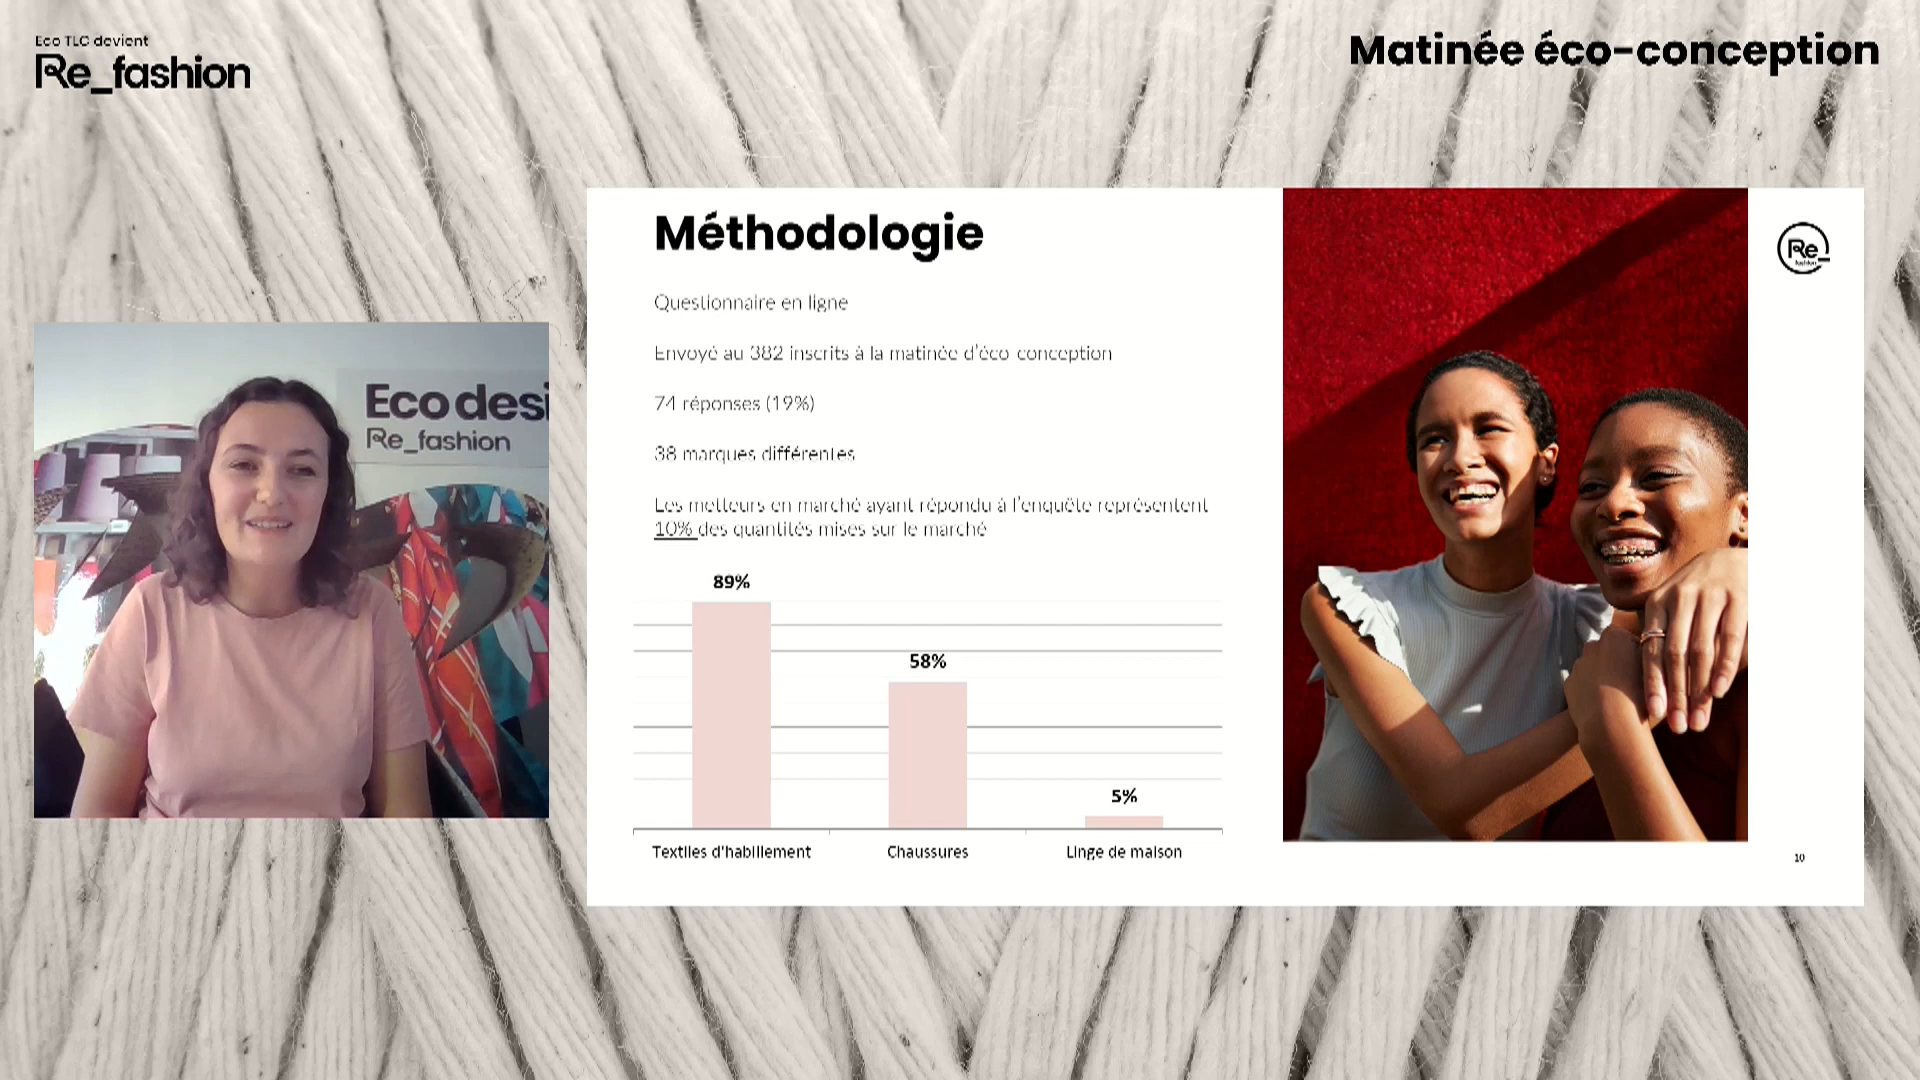 Eco TLC devient
Re_fashion
Matinée éco-conception
Méthodologie
Questionnaire en ligne
Envoyé au 382 inscrits à la matinée d'éco conception
74 réponses (19%)
38 marques différentes
Les metteurs en marché ayant répondu à l'enquête représentent
10% des quantités mises sur le marché
89%
58%
5%
Textiles d'habillement
Chaussures
Linge de maison
Re_
fashion
10
Eco desi
Re_fashion